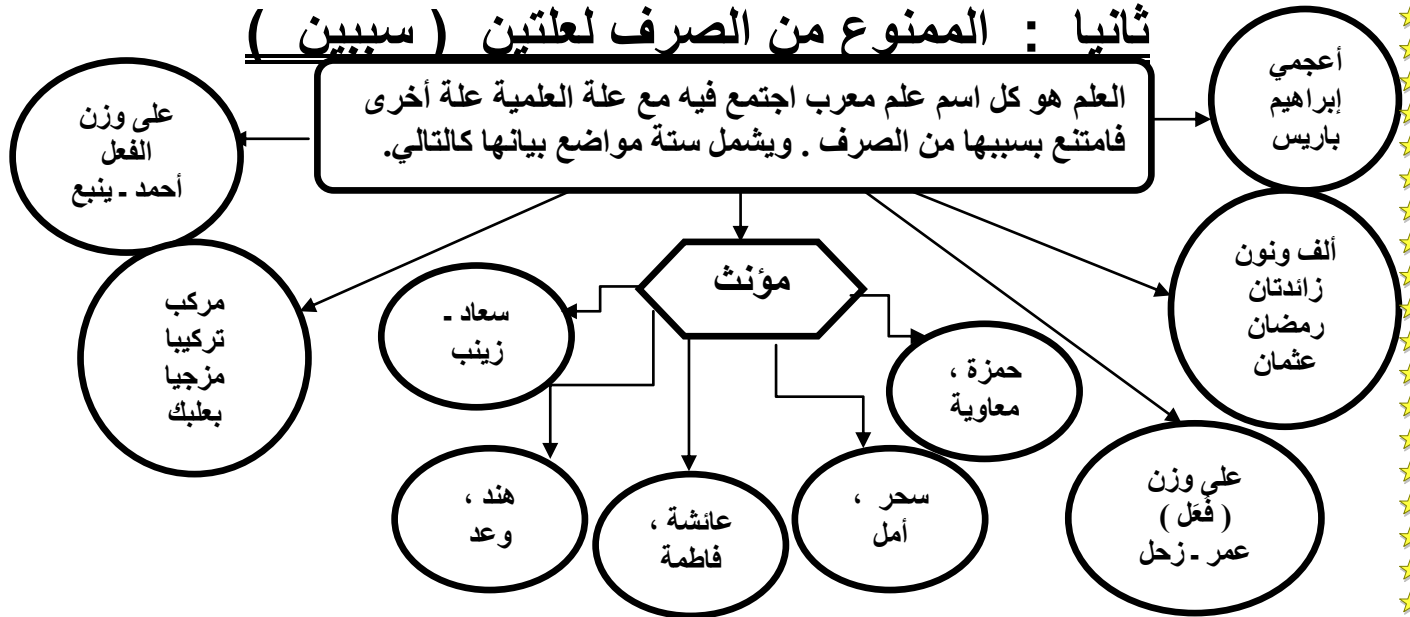 ثانيا : الممنوع من الصرف لعلتين ( سببين )
العلم هو كل اسم علم معرب اجتمع فيه مع علة العلمية علة أخرى
فامتنع بسببها من الصرف . ويشمل ستة مواضع بيانها كالتالي.
أعجمي
إبراهيم
باريس
على وزن
الفعل
أحمد ـ ينبع
ألف ونون
زائدتان
رمضان
عثمان
مؤنث
مركب
تركيبا
مزجيا
بعلبك
سعاد ـ
زينب
حمزة ،
معاوية
على وزن
( فُعَل )
عمر ـ زحل
سحر ،
أمل
عائشة ،
فاطمة
هند ،
وعد